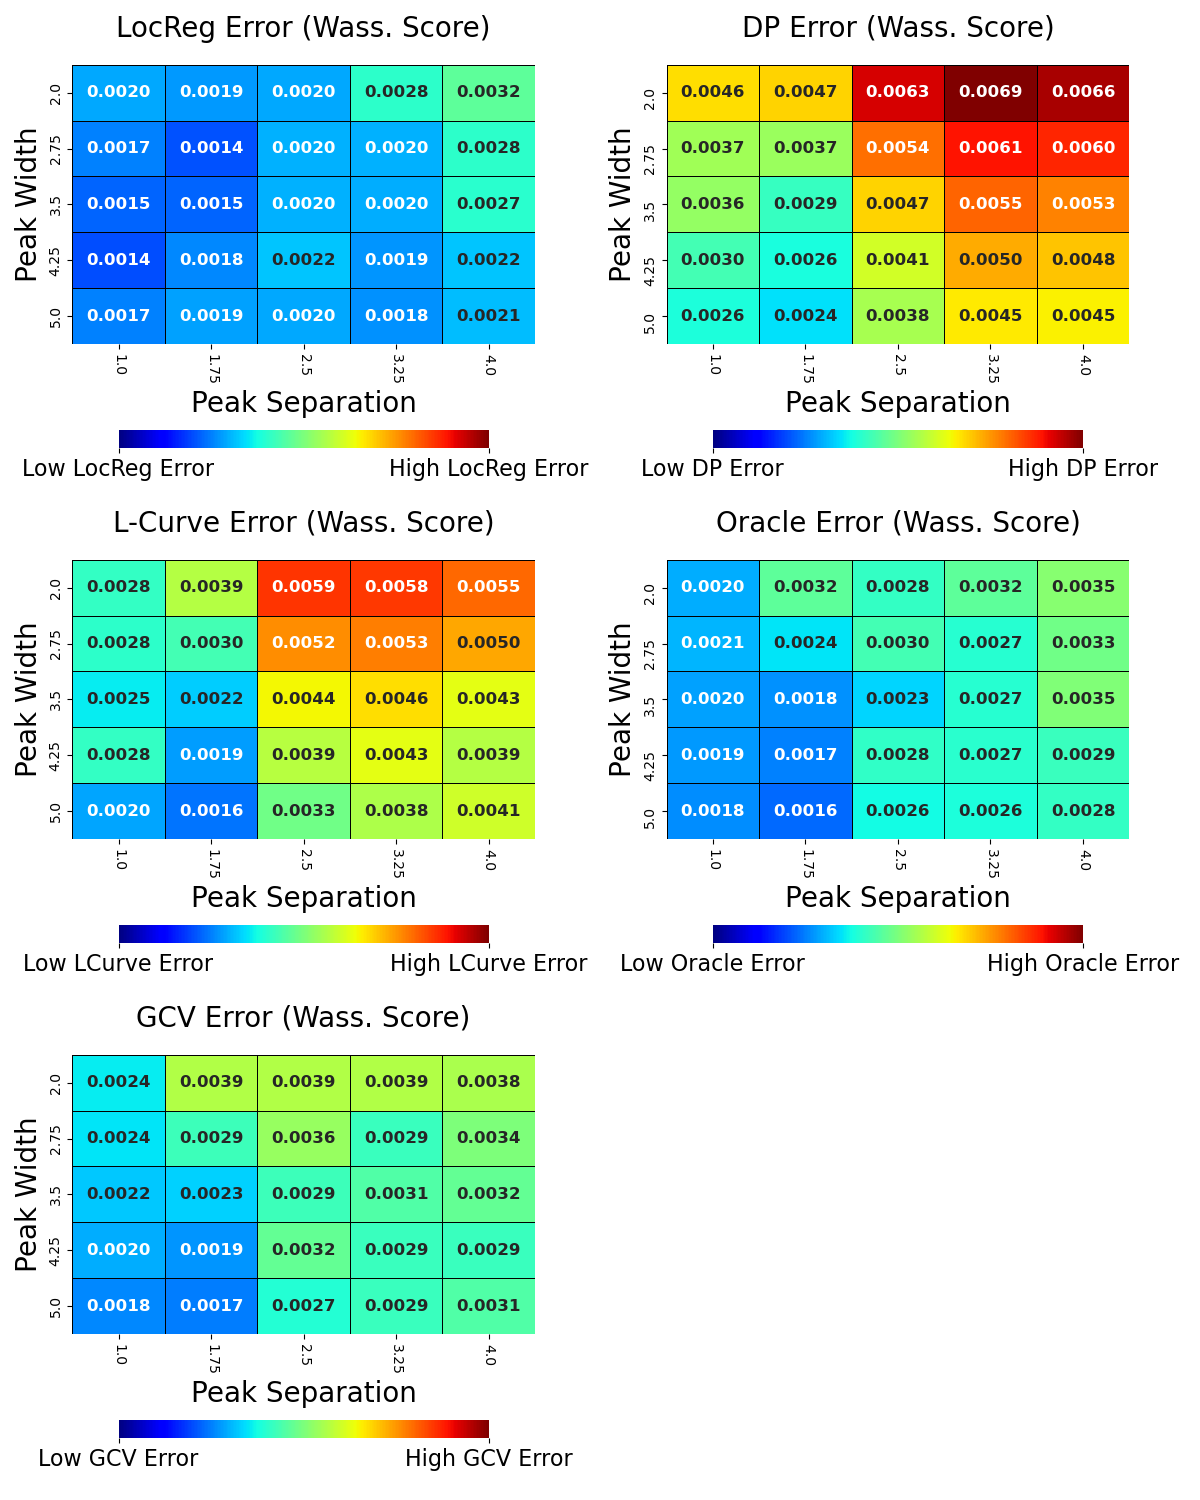 LocReg Error (Wass. Score)
Peak Width
2.0 0.0020 0.0019 0.0020 0.0028 0.0032
2.75 0.0017 0.0014 0.0020 0.0020 0.0028
3.5 0.0015 0.0015 0.0020 0.0020 0.0027
4.25 0.0014 0.0018 0.0022 0.0019 0.0022
5.0 0.0017 0.0019 0.0020 0.0018 0.0021
1.0 1.75 2.5 3.25 4.0
Peak Separation
Low LocReg Error High LocReg Error
DP Error (Wass. Score)
Peak Width
2.0 0.0046 0.0047 0.0063 0.0069 0.0066
2.75 0.0037 0.0037 0.0054 0.0061 0.0060
3.5 0.0036 0.0029 0.0047 0.0055 0.0053
4.25 0.0030 0.0026 0.0041 0.0050 0.0048
5.0 0.0026 0.0024 0.0038 0.0045 0.0045
1.0 1.75 2.5 3.25 4.0
Peak Separation
Low DP Error High DP Error
L-Curve Error (Wass. Score)
Peak Width
2.0 0.0028 0.0039 0.0059 0.0058 0.0055
2.75 0.0028 0.0030 0.0052 0.0053 0.0050
3.5 0.0025 0.0022 0.0044 0.0046 0.0043
4.25 0.0028 0.0019 0.0039 0.0043 0.0039
5.0 0.0020 0.0016 0.0033 0.0038 0.0041
1.0 1.75 2.5 3.25 4.0
Peak Separation
Low LCurve Error High LCurve Error
Oracle Error (Wass. Score)
Peak Width
2.0 0.0020 0.0032 0.0028 0.0032 0.0035
2.75 0.0021 0.0024 0.0030 0.0027 0.0033
3.5 0.0020 0.0018 0.0023 0.0027 0.0035
4.25 0.0019 0.0017 0.0028 0.0027 0.0029
5.0 0.0018 0.0016 0.0026 0.0026 0.0028
1.0 1.75 2.5 3.25 4.0
Peak Separation
Low Oracle Error High Oracle Error
GCV Error (Wass. Score)
Peak Width
2.0 0.0024 0.0039 0.0039 0.0039 0.0038
2.75 0.0024 0.0029 0.0036 0.0029 0.0034
3.5 0.0022 0.0023 0.0029 0.0031 0.0032
4.25 0.0020 0.0019 0.0032 0.0029 0.0029
5.0 0.0018 0.0017 0.0027 0.0029 0.0031
1.0 1.75 2.5 3.25 4.0
Peak Separation
Low GCV Error High GCV Error